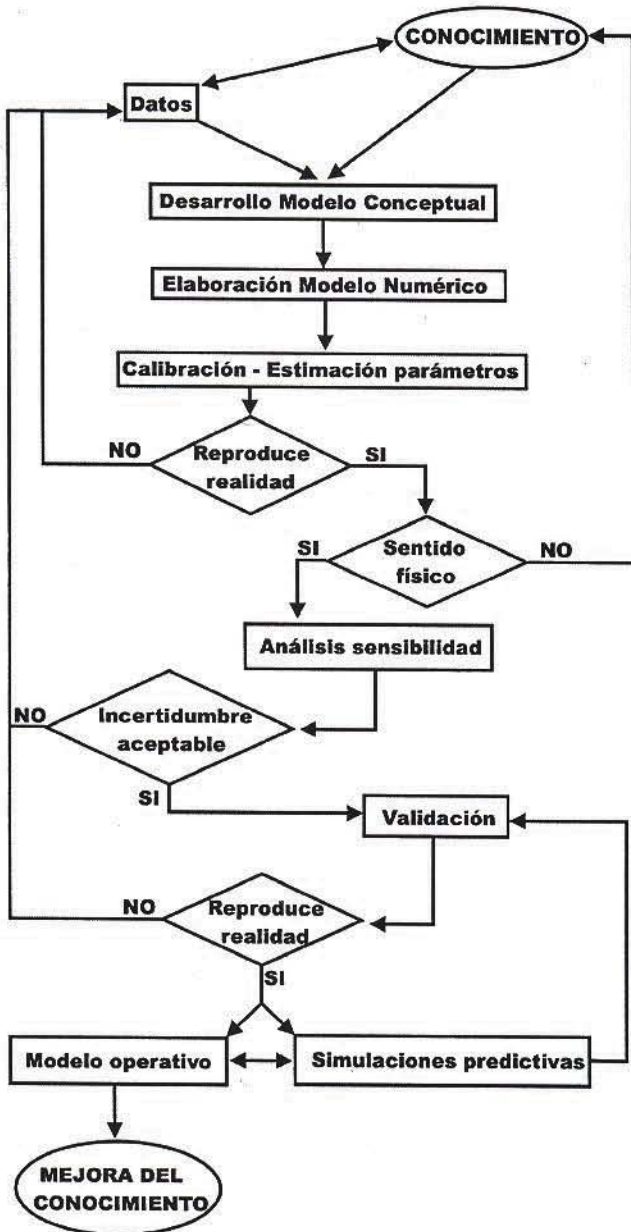 CONOCIMIENTO
Datos
Desarrollo Modelo Conceptual
Elaboración Modelo Numérico
Calibración - Estimación parámetros
NO
Reproduce
realidad
SI
SI
Sentido
físico
NO
Análisis sensibilidad
NO
Incertidumbre
aceptable
SI
Validación
NO
Reproduce
realidad
SI
Modelo operativo
Simulaciones predictivas
MEJORA DEL
CONOCIMIENTO